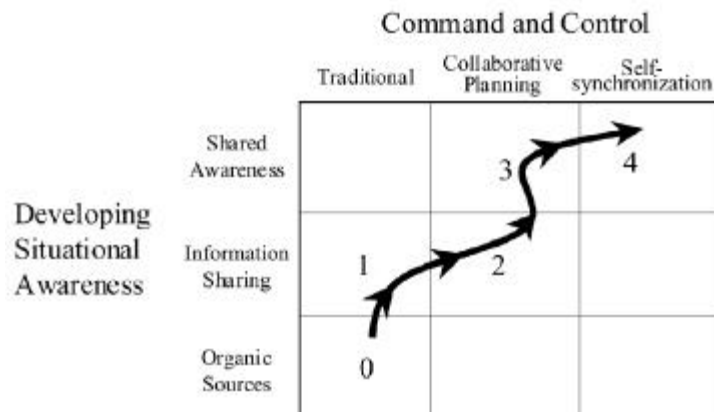 Command and Control
Traditional
Collaborative
Planning
Self-
synchronization
Shared
Awareness
3
4
Developing
Situational
Awareness
Information
Sharing
1
2
Organic
Sources
0